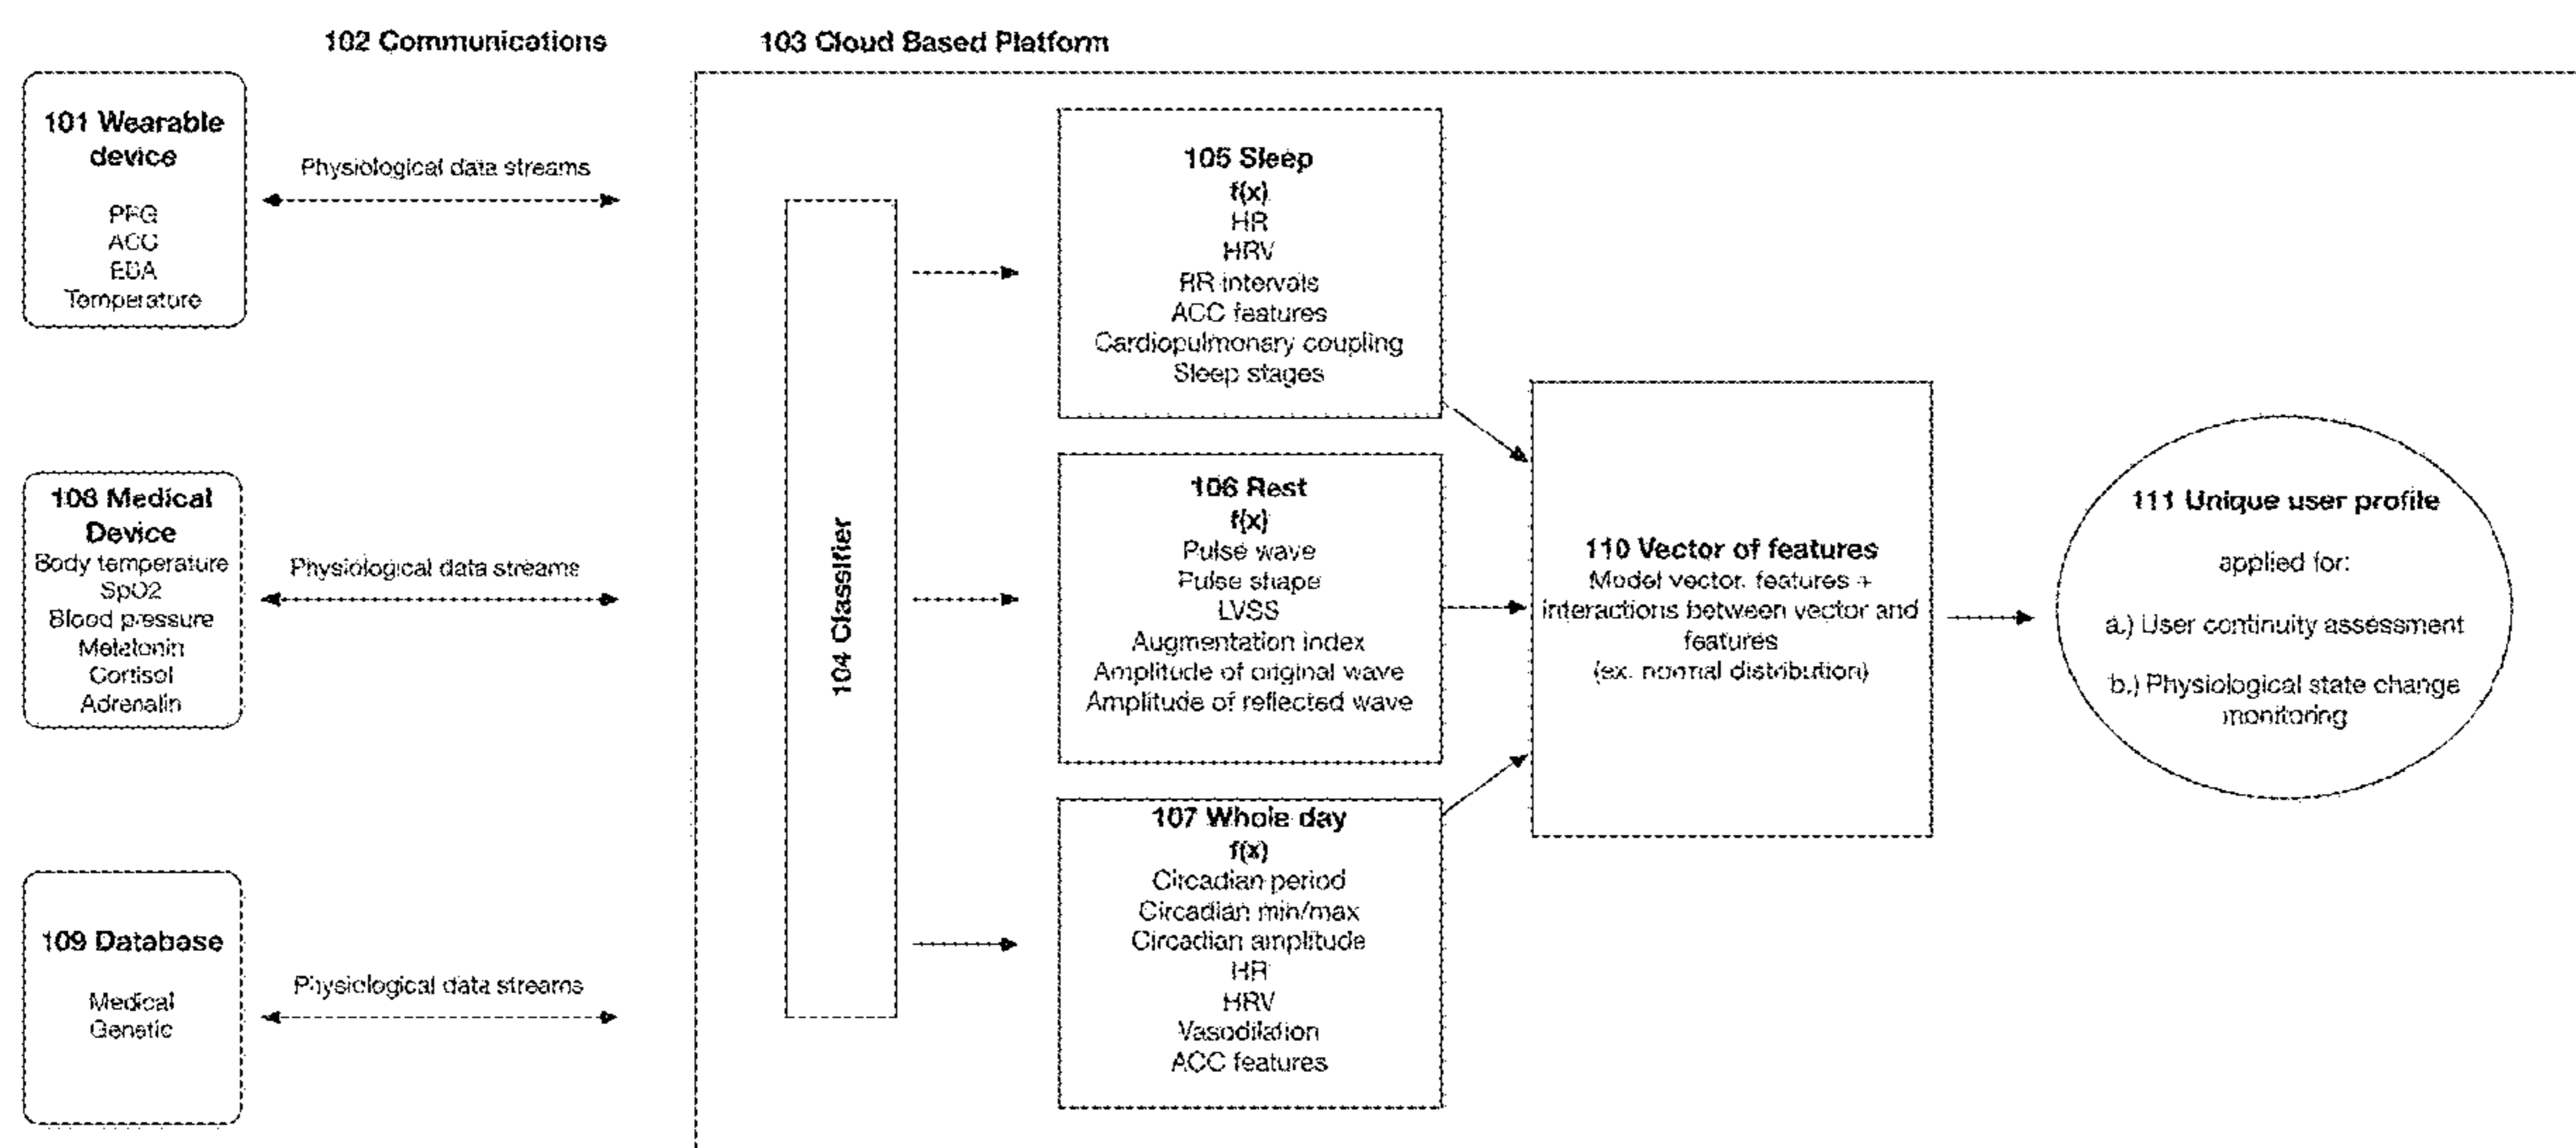 102 Communications
103 Cloud Based Platform
101 Wearable
device
PPG
ACC
EDA
Temperature
Physiological data streams
108 Medical
Device
Body temperature
SpO2
Blood pressure
Melatonin
Cortisol
Adrenalin
Physiological data streams
109 Database
Medical
Genetic
Physiological data streams
104 Classifier
105 Sleep
f(x)
HR
HRV
RR intervals
ACC features
Cardiopulmonary coupling
Sleep stages
106 Rest
f(x)
Pulse wave
Pulse shape
LVSS
Augmentation index
Amplitude of original wave
Amplitude of reflected wave
107 Whole day
f(x)
Circadian period
Circadian min/max
Circadian amplitude
HR
HRV
Vasodilation
ACC features
110 Vector of features
Model vector, features +
interactions between vector and
features
(ex. normal distribution)
111 Unique user profile
applied for:
a.) User continuity assessment
b.) Physiological state change
monitoring